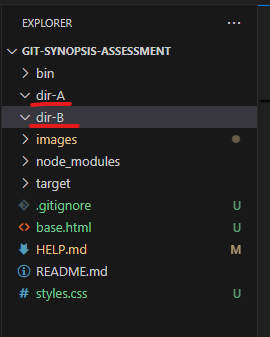 EXPLORER
GIT-SYNOPSIS-ASSESSMENT
bin
dir-A
dir-B
images
node_modules
target
.gitignore U
base.html U
HELP.md M
README.md
styles.css U